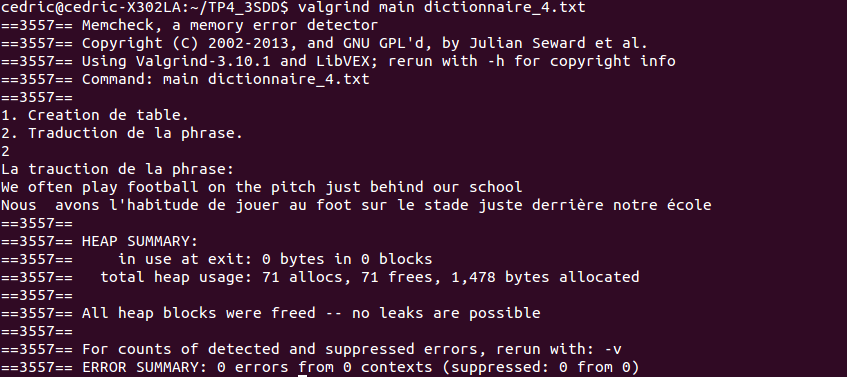 cedric@cedric-X302LA:~/TP4_3SDD$ valgrind main dictionnaire_4.txt
==3557== Memcheck, a memory error detector
==3557== Copyright (C) 2002-2013, and GNU GPL'd, by Julian Seward et al.
==3557== Using Valgrind-3.10.1 and LibVEX; rerun with -h for copyright info
==3557== Command: main dictionnaire_4.txt
==3557==
1. Creation de table.
2. Traduction de la phrase.
2
La trauction de la phrase:
We often play football on the pitch just behind our school
Nous  avons l'habitude de jouer au foot sur le stade juste derrière notre école
==3557==
==3557== HEAP SUMMARY:
==3557==     in use at exit: 0 bytes in 0 blocks
==3557==   total heap usage: 71 allocs, 71 frees, 1,478 bytes allocated
==3557==
==3557== All heap blocks were freed -- no leaks are possible
==3557==
==3557== For counts of detected and suppressed errors, rerun with: -v
==3557== ERROR SUMMARY: 0 errors from 0 contexts (suppressed: 0 from 0)